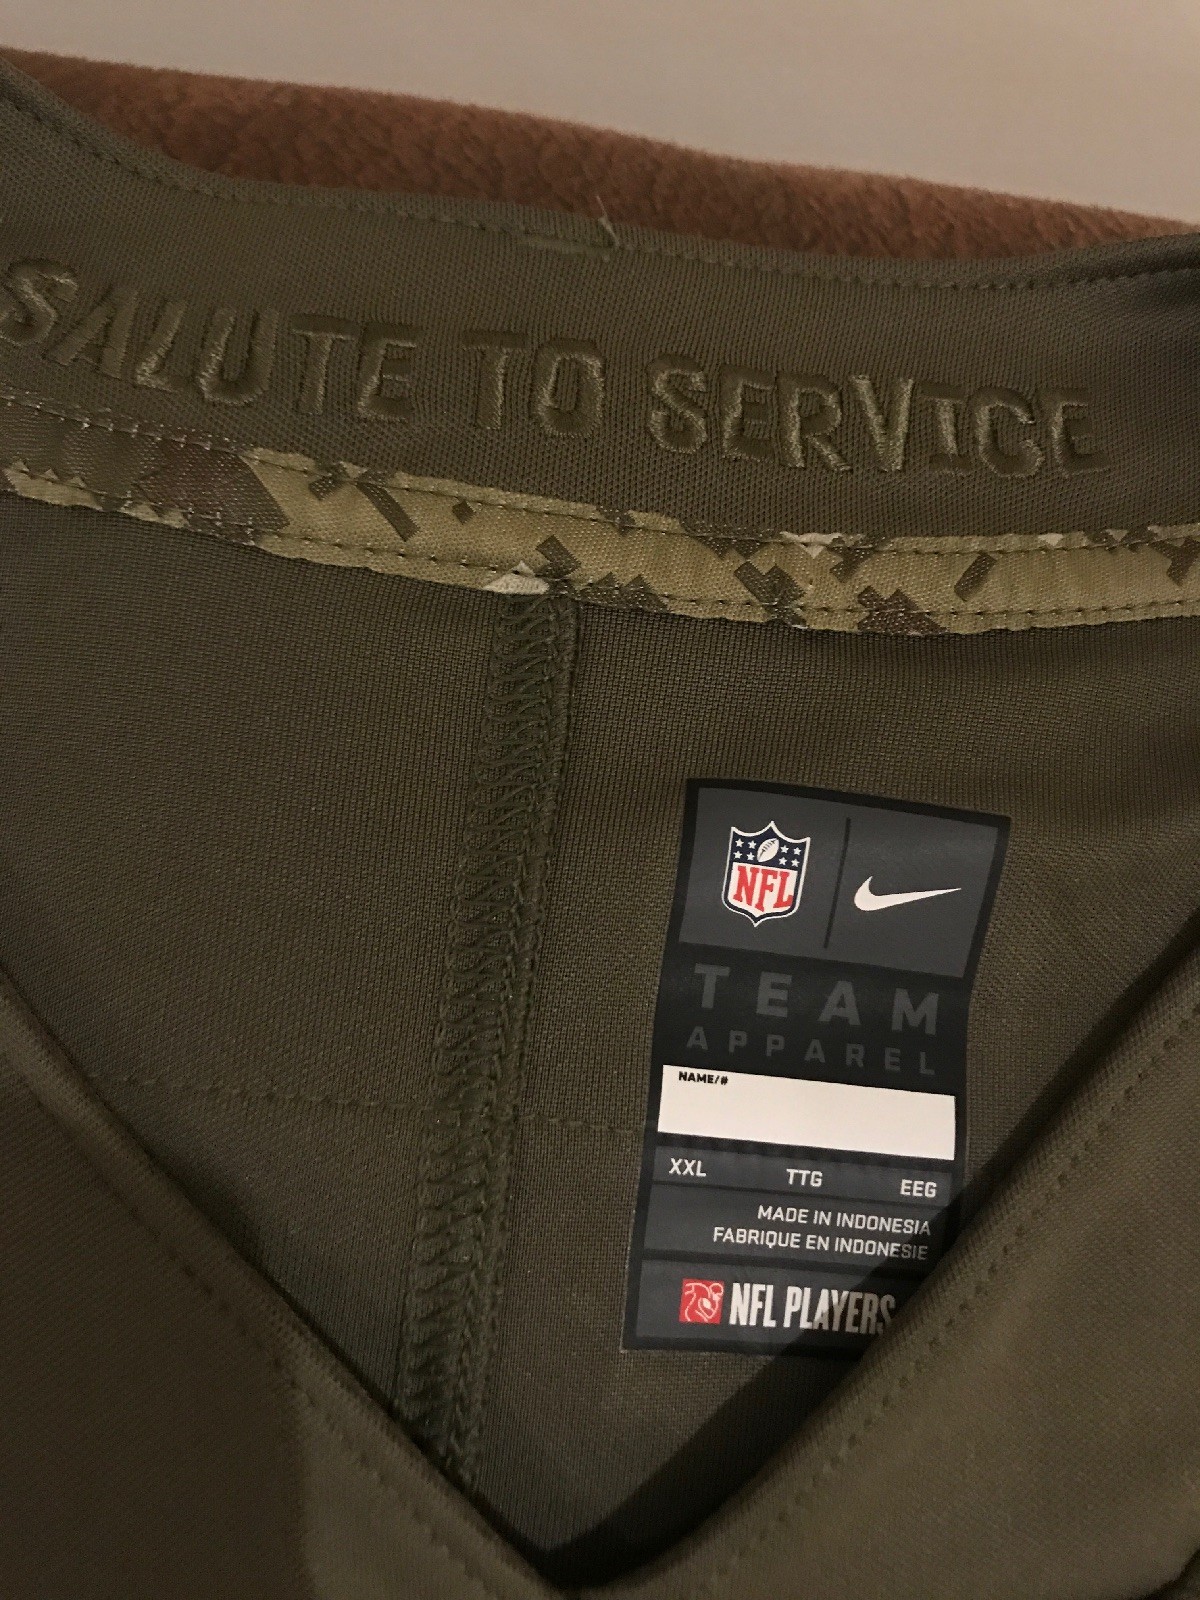 SALUTE TO SERVICE
NFL
TEAM
APPAREL
NAME/#
XXL TTG EEG
MADE IN INDONESIA
FABRIQUE EN INDONESIE
NFL PLAYERS